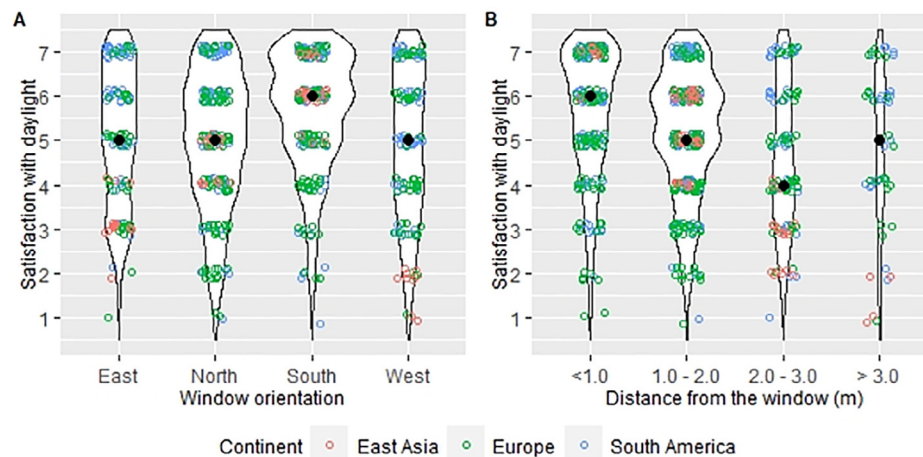 A
Satisfaction with daylight
7
6
5
4
3
2
1
East North South West
Window orientation
B
Satisfaction with daylight
7
6
5
4
3
2
1
<1.0 1.0 - 2.0 2.0 - 3.0 > 3.0
Distance from the window (m)
Continent East Asia Europe South America